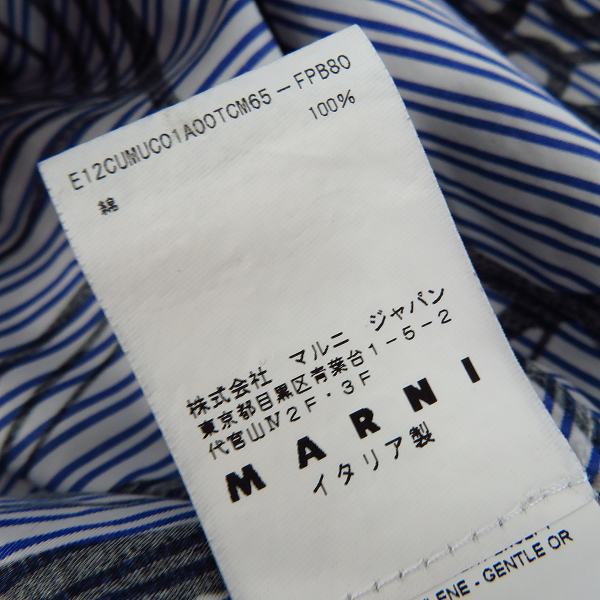 E12CUMUC01A00TCM65-FPB80
綿 100%
株式会社 マルニ ジャパン
東京都目黒区青葉台1-5-2
代官山Ⅳ2F・3F
MARNI
イタリア製
LENE - GENTLE OR